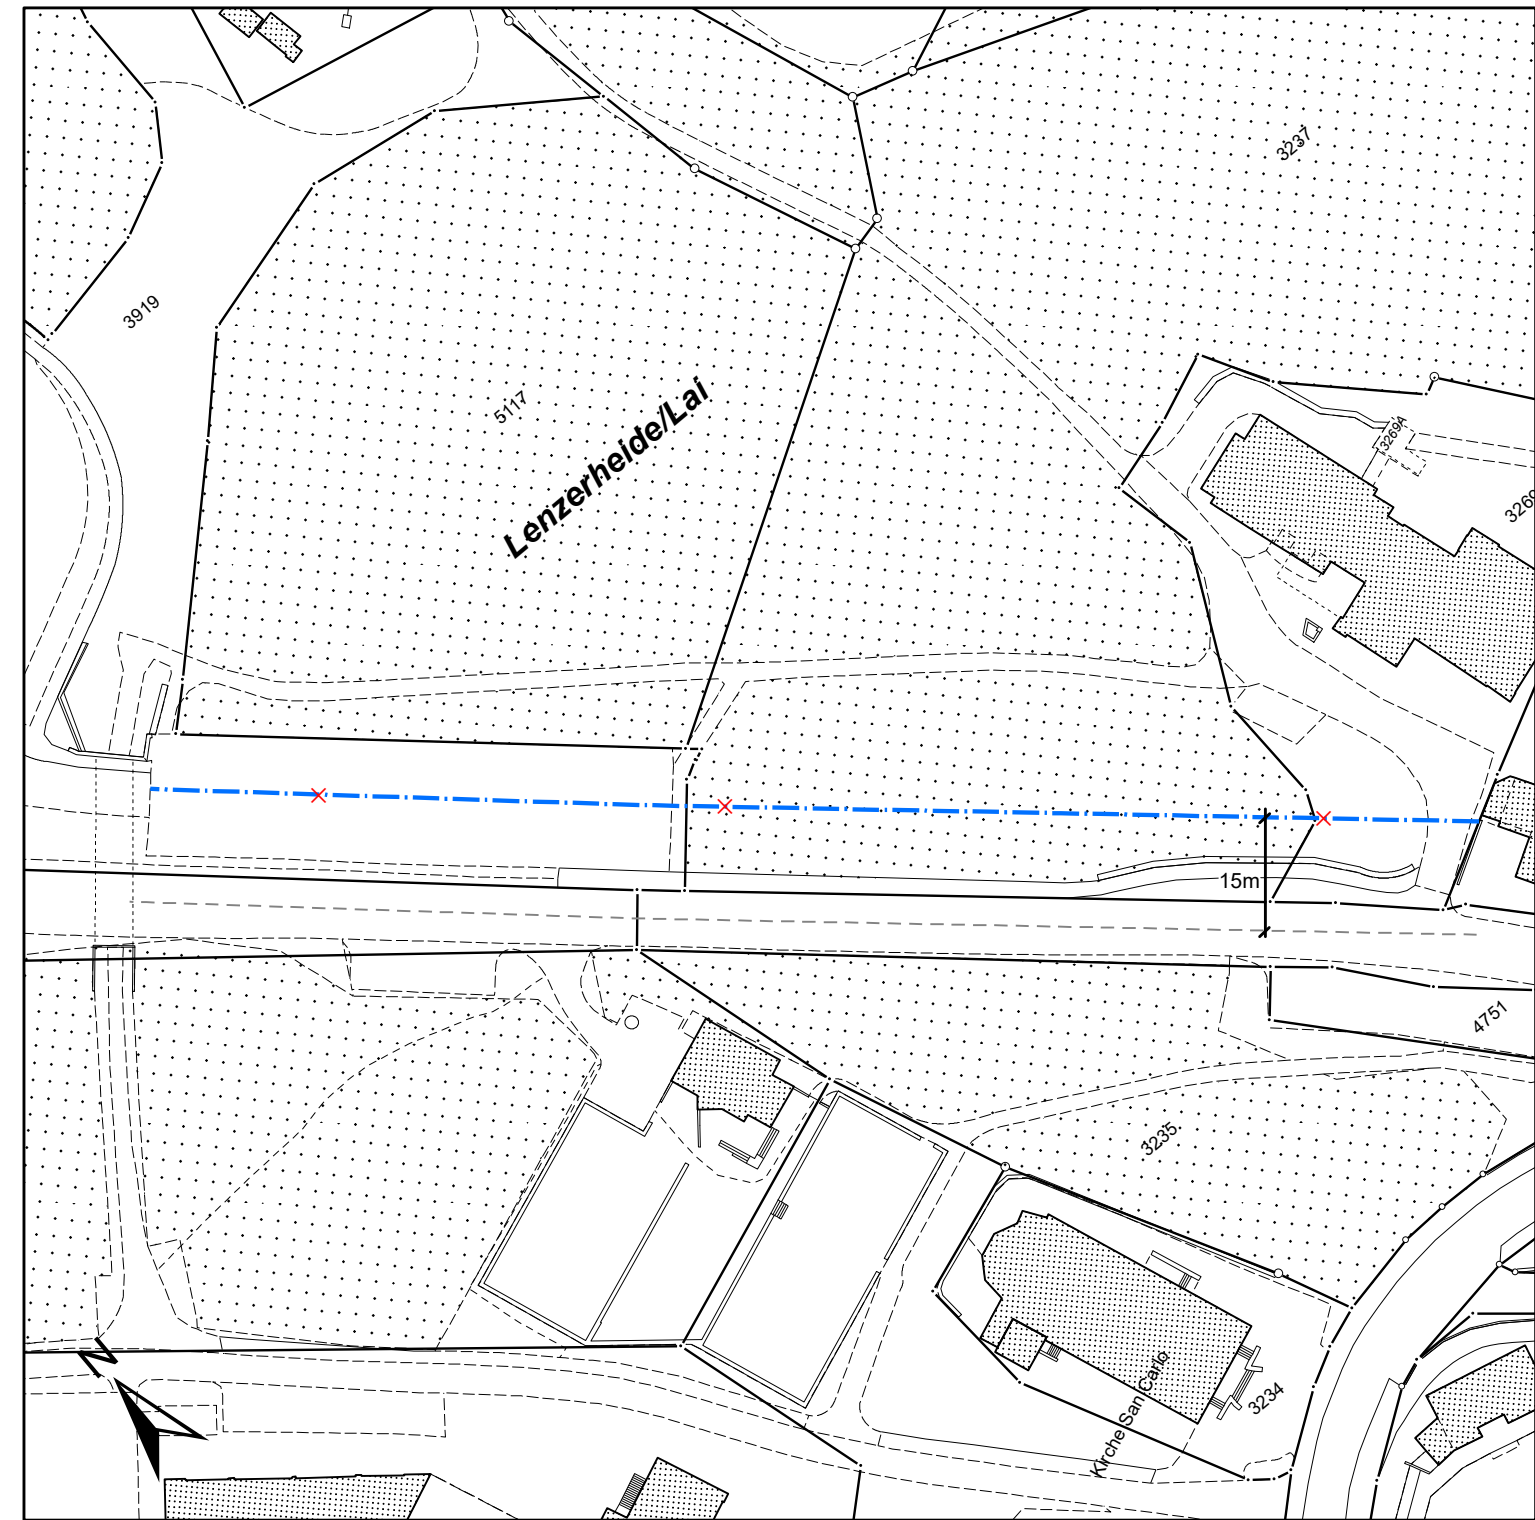 3237
3919
5117
Lenzerheide/Lai
3269A
3269
15m
4751
3235
Kirche San Carlo
3234
N